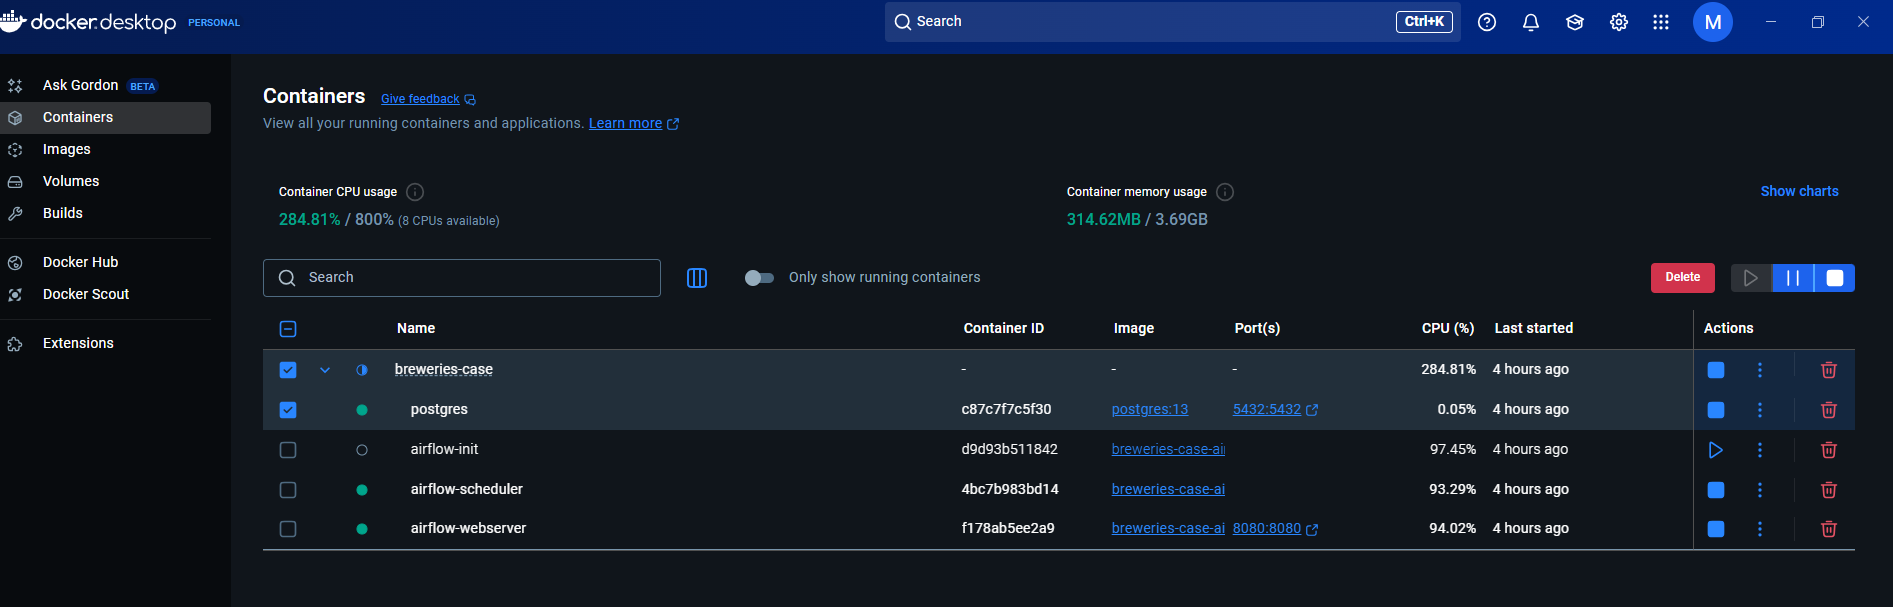 docker.desktop PERSONAL
Search
Ctrl+K
M
Ask Gordon BETA
Containers
Images
Volumes
Builds
Docker Hub
Docker Scout
Extensions
Containers Give feedback
View all your running containers and applications. Learn more
Container CPU usage
284.81% / 800% (8 CPUs available)
Container memory usage
314.62MB / 3.69GB
Show charts
Search
Only show running containers
Delete
Name Container ID Image Port(s) CPU (%) Last started Actions
breweries-case - - - 284.81% 4 hours ago
postgres c87c7f7c5f30 postgres:13 5432:5432 0.05% 4 hours ago
airflow-init d9d93b511842 breweries-case-ai 97.45% 4 hours ago
airflow-scheduler 4bc7b983bd14 breweries-case-ai 93.29% 4 hours ago
airflow-webserver f178ab5ee2a9 breweries-case-ai 8080:8080 94.02% 4 hours ago